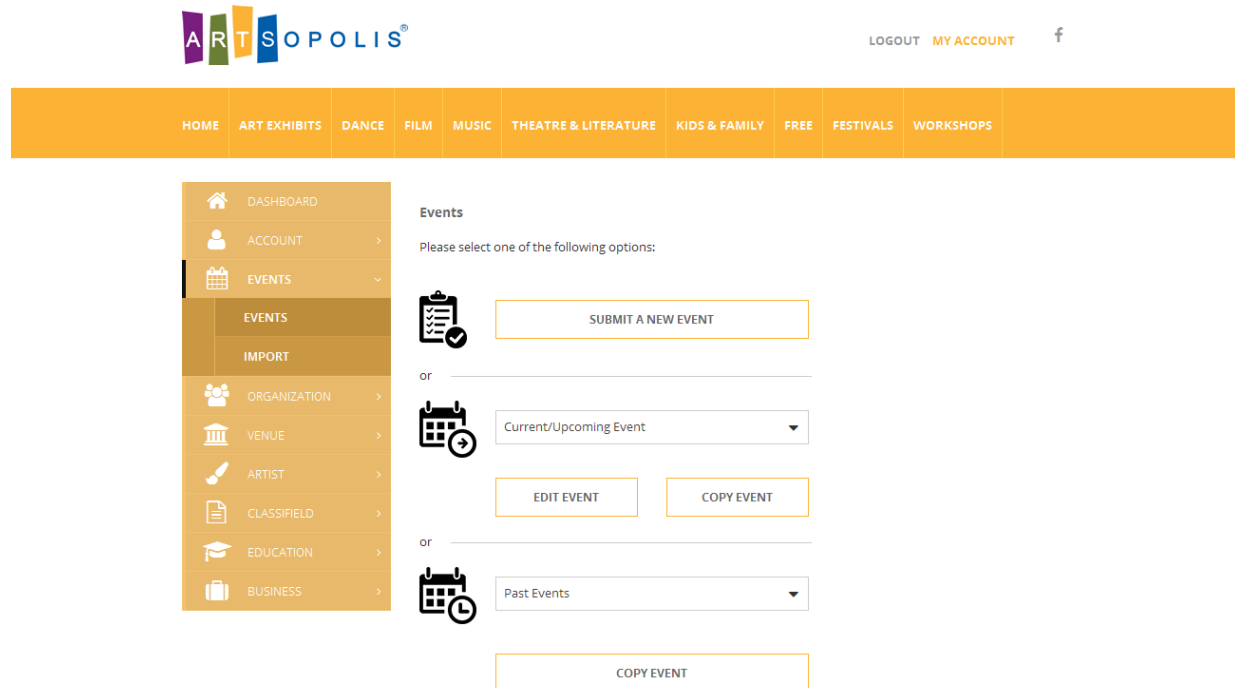 ARTSOPOLIS®
LOGOUT MY ACCOUNT f
HOME ART EXHIBITS DANCE FILM MUSIC THEATRE & LITERATURE KIDS & FAMILY FREE FESTIVALS WORKSHOPS
DASHBOARD
ACCOUNT
EVENTS
EVENTS
IMPORT
ORGANIZATION
VENUE
ARTIST
CLASSIFIELD
EDUCATION
BUSINESS
Events
Please select one of the following options:
SUBMIT A NEW EVENT
or
Current/Upcoming Event
EDIT EVENT COPY EVENT
or
Past Events
COPY EVENT